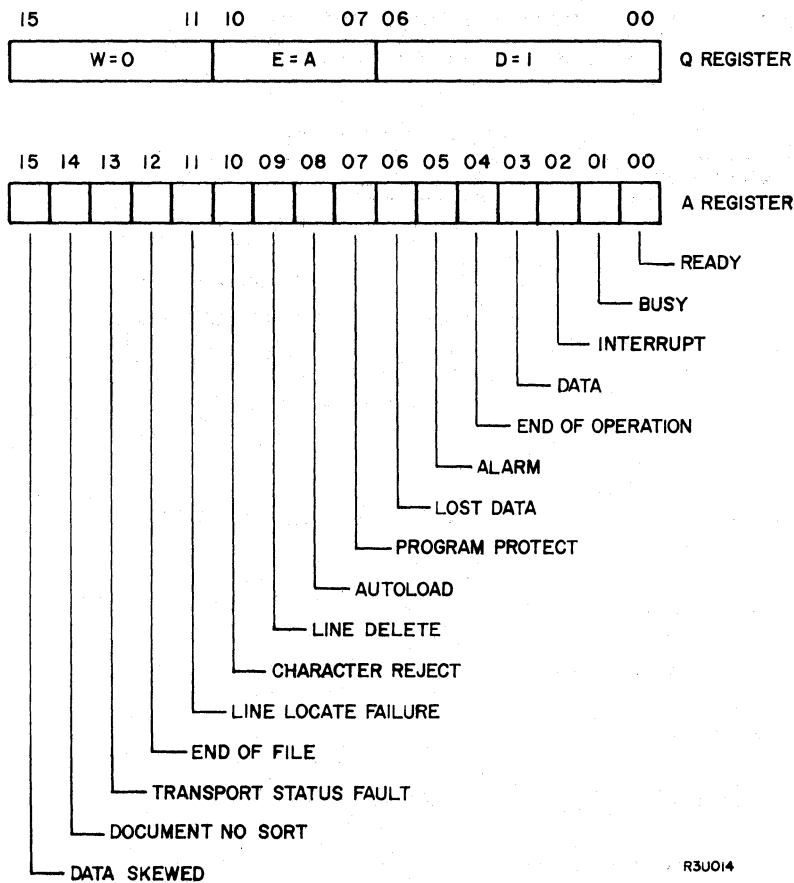 15 11 10 07 06 00
W=0 E=A D=1 Q REGISTER
15 14 13 12 11 10 09 08 07 06 05 04 03 02 01 00
A REGISTER
READY
BUSY
INTERRUPT
DATA
END OF OPERATION
ALARM
LOST DATA
PROGRAM PROTECT
AUTOLOAD
LINE DELETE
CHARACTER REJECT
LINE LOCATE FAILURE
END OF FILE
TRANSPORT STATUS FAULT
DOCUMENT NO SORT
DATA SKEWED
R3U014